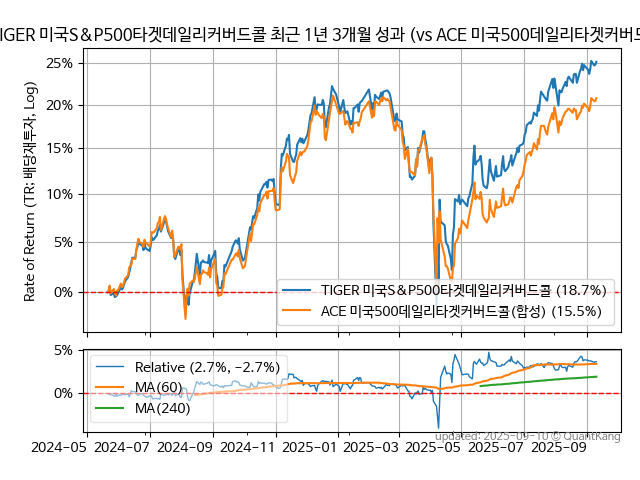 TIGER 미국S&P500타겟데일리커버드콜 최근 1년 3개월 성과 (vs ACE 미국500데일리타겟커버드
Rate of Return (TR: 배당재투자, Log)
25%
20%
15%
10%
5%
0%
TIGER 미국S&P500타겟데일리커버드콜 (18.7%)
ACE 미국500데일리타겟커버드콜(합성) (15.5%)
5%
0%
Relative (2.7%, −2.7%)
MA(60)
MA(240)
2024-05 2024-07 2024-09 2024-11 2025-01 2025-03 2025-05 2025-07 2025-09
updated: 2025-09-10 © QuantKang